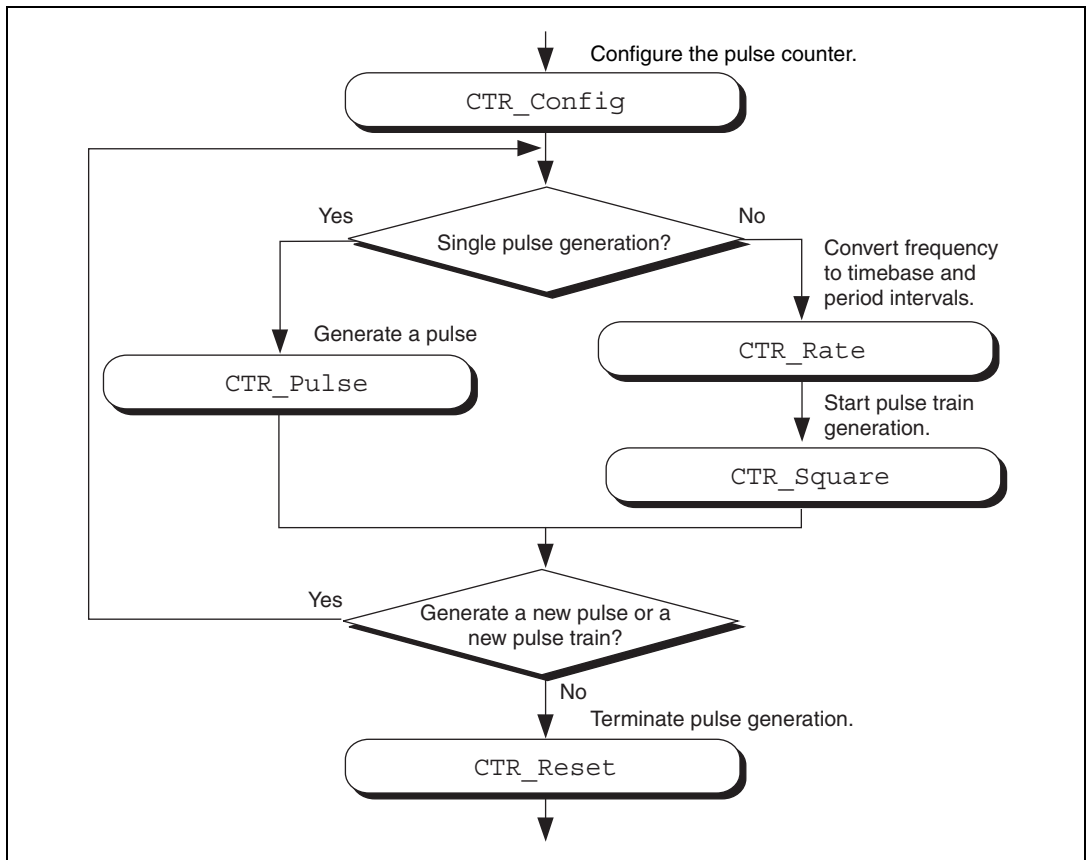 Configure the pulse counter.
CTR_Config
Yes
No
Single pulse generation?
Convert frequency
to timebase and
period intervals.
Generate a pulse
CTR_Rate
CTR_Pulse
Start pulse train
generation.
CTR_Square
Yes
Generate a new pulse or a
new pulse train?
No
Terminate pulse generation.
CTR_Reset